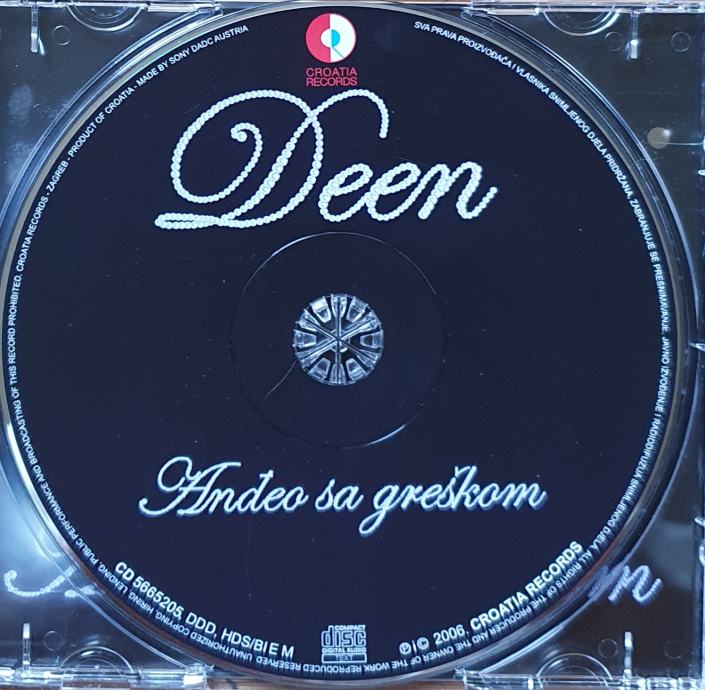 CROATIA
RECORDS
Deen
Anđeo sa greškom
CD 5665205, DDD, HDS/BIEM
COMPACT
disc
DIGITAL AUDIO
TEXT
Ⓟ i © 2006, CROATIA RECORDS
SVA PRAVA PROIZVOĐAČA I VLASNIKA SNIMLJENOG DJELA PRIDRŽANA. ZABRANJUJE SE PRESNIMAVANJE, JAVNO IZVOĐENJE I RADIODIFUZIJA SNIMLJENOG DJELA. ALL RIGHTS OF THE PRODUCER AND THE OWNER OF THE WORK REPRODUCED RESERVED. UNAUTHORIZED COPYING, HIRING, LENDING, PUBLIC PERFORMANCE AND BROADCASTING OF THIS RECORD PROHIBITED. CROATIA RECORDS - ZAGREB - PRODUCT OF CROATIA - MADE BY SONY DADC AUSTRIA